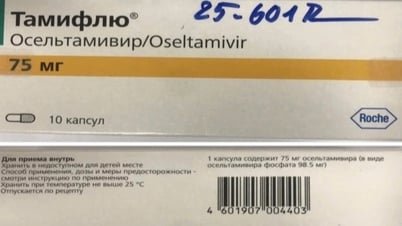 Тамифлю® 25-601R
Осельтамивир/Oseltamivir
75 мг
10 капсул
Roche
Для приема внутрь
Хранить в недоступном для детей месте
Способ применения, дозы и меры предосторожности -
смотри инструкцию по применению
Хранить при температуре не выше 25 °C
Отпускается по рецепту
1 капсула содержит 75 мг осельтамивира (в виде
осельтамивира фосфата 98.5 мг)
4 601907 004403